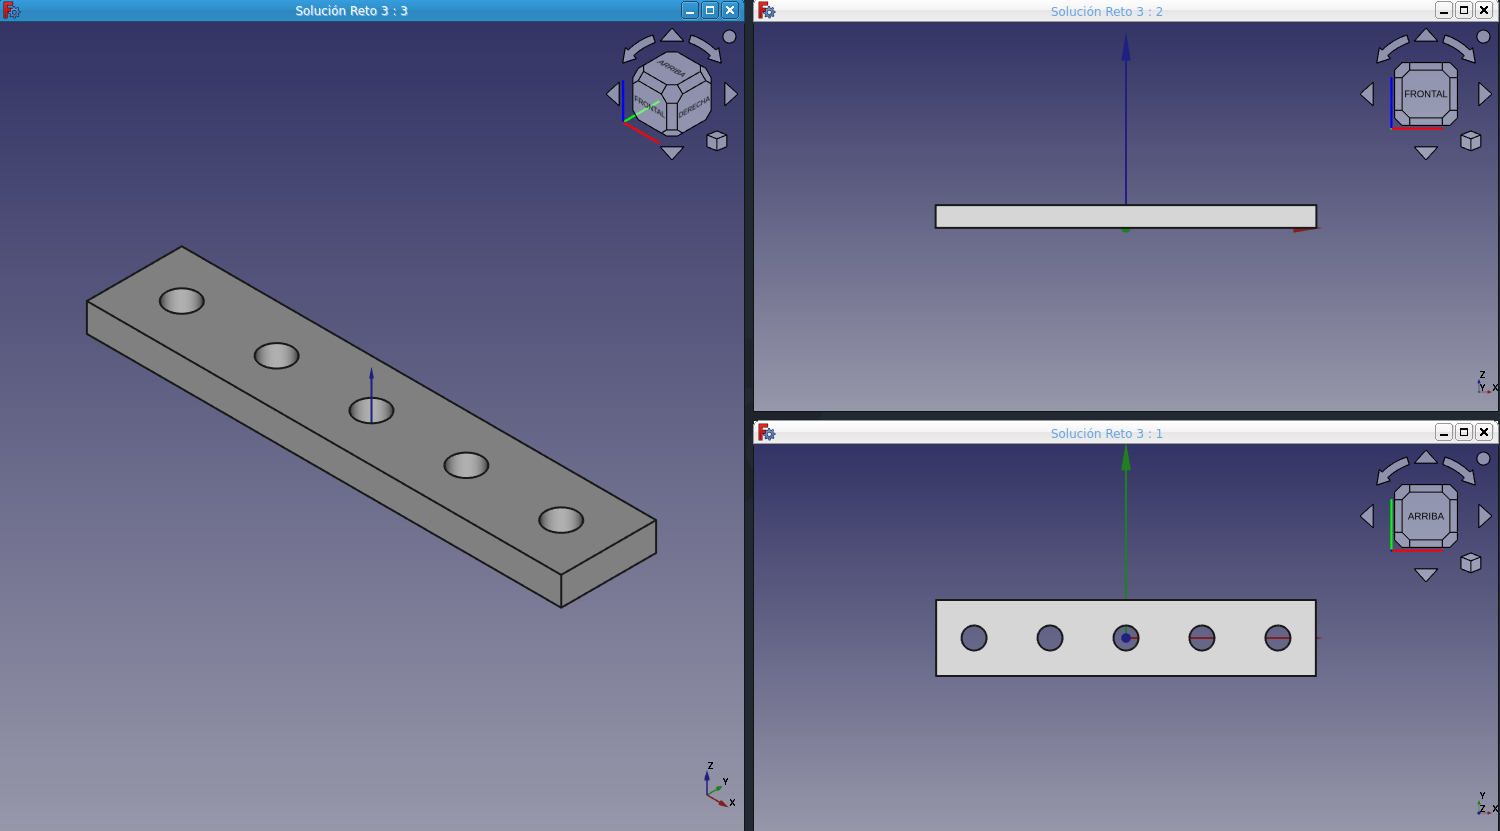 Solución Reto 3 : 3
ARRIBA
FRONTAL
DERECHA
Z
Y
X
Solución Reto 3 : 2
FRONTAL
Z
Y
X
Solución Reto 3 : 1
ARRIBA
Y
Z
X